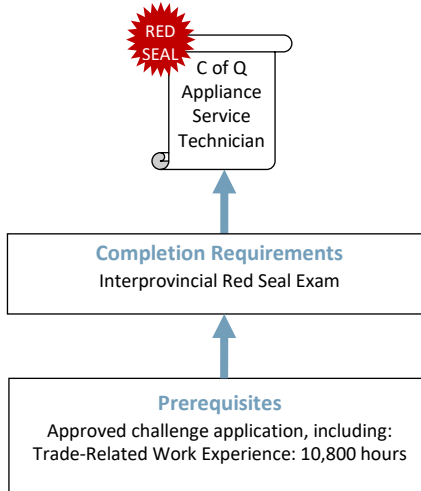 RED
SEAL
C of Q
Appliance
Service
Technician
Completion Requirements
Interprovincial Red Seal Exam
Prerequisites
Approved challenge application, including:
Trade-Related Work Experience: 10,800 hours